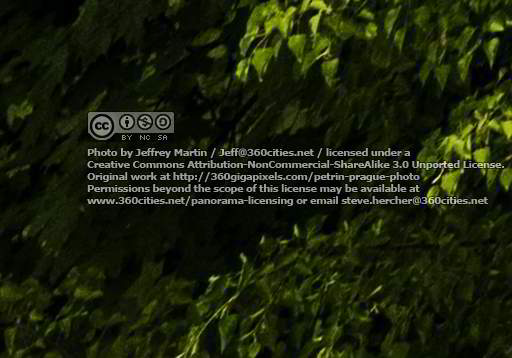 cc
BY NC SA
Photo by Jeffrey Martin / Jeff@360cities.net / licensed under a
Creative Commons Attribution-NonCommercial-ShareAlike 3.0 Unported License.
Original work at http://360gigapixels.com/petrin-prague-photo
Permissions beyond the scope of this license may be available at
www.360cities.net/panorama-licensing or email steve.hercher@360cities.net